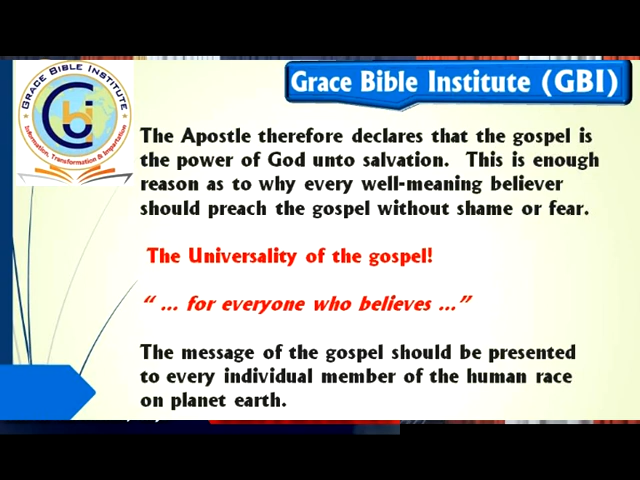 GRACE BIBLE INSTITUTE
Information, Transformation & Impartation
Grace Bible Institute (GBI)
The Apostle therefore declares that the gospel is
the power of God unto salvation. This is enough
reason as to why every well-meaning believer
should preach the gospel without shame or fear.
The Universality of the gospel!
“ ... for everyone who believes ...”
The message of the gospel should be presented
to every individual member of the human race
on planet earth.